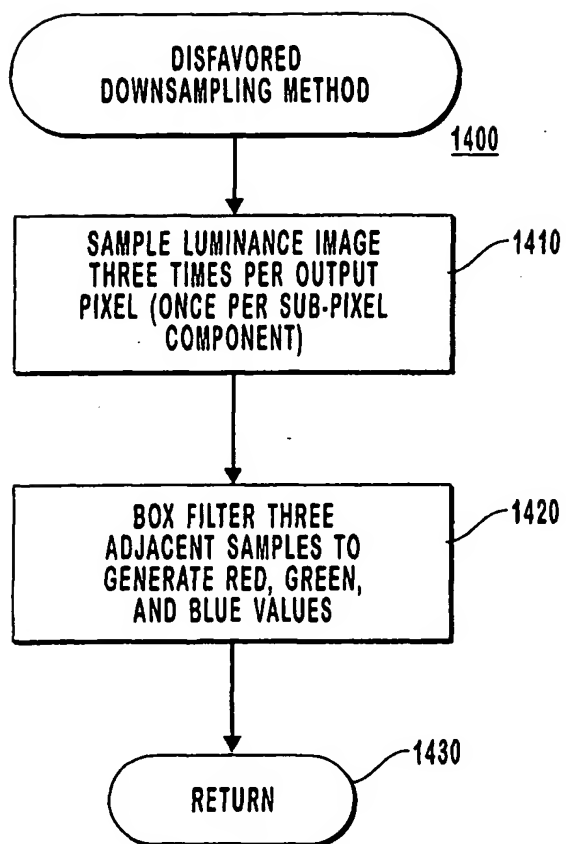 DISFAVORED
DOWNSAMPLING METHOD
1400
SAMPLE LUMINANCE IMAGE
THREE TIMES PER OUTPUT
PIXEL (ONCE PER SUB-PIXEL
COMPONENT)
1410
BOX FILTER THREE
ADJACENT SAMPLES TO
GENERATE RED, GREEN,
AND BLUE VALUES
1420
RETURN
1430